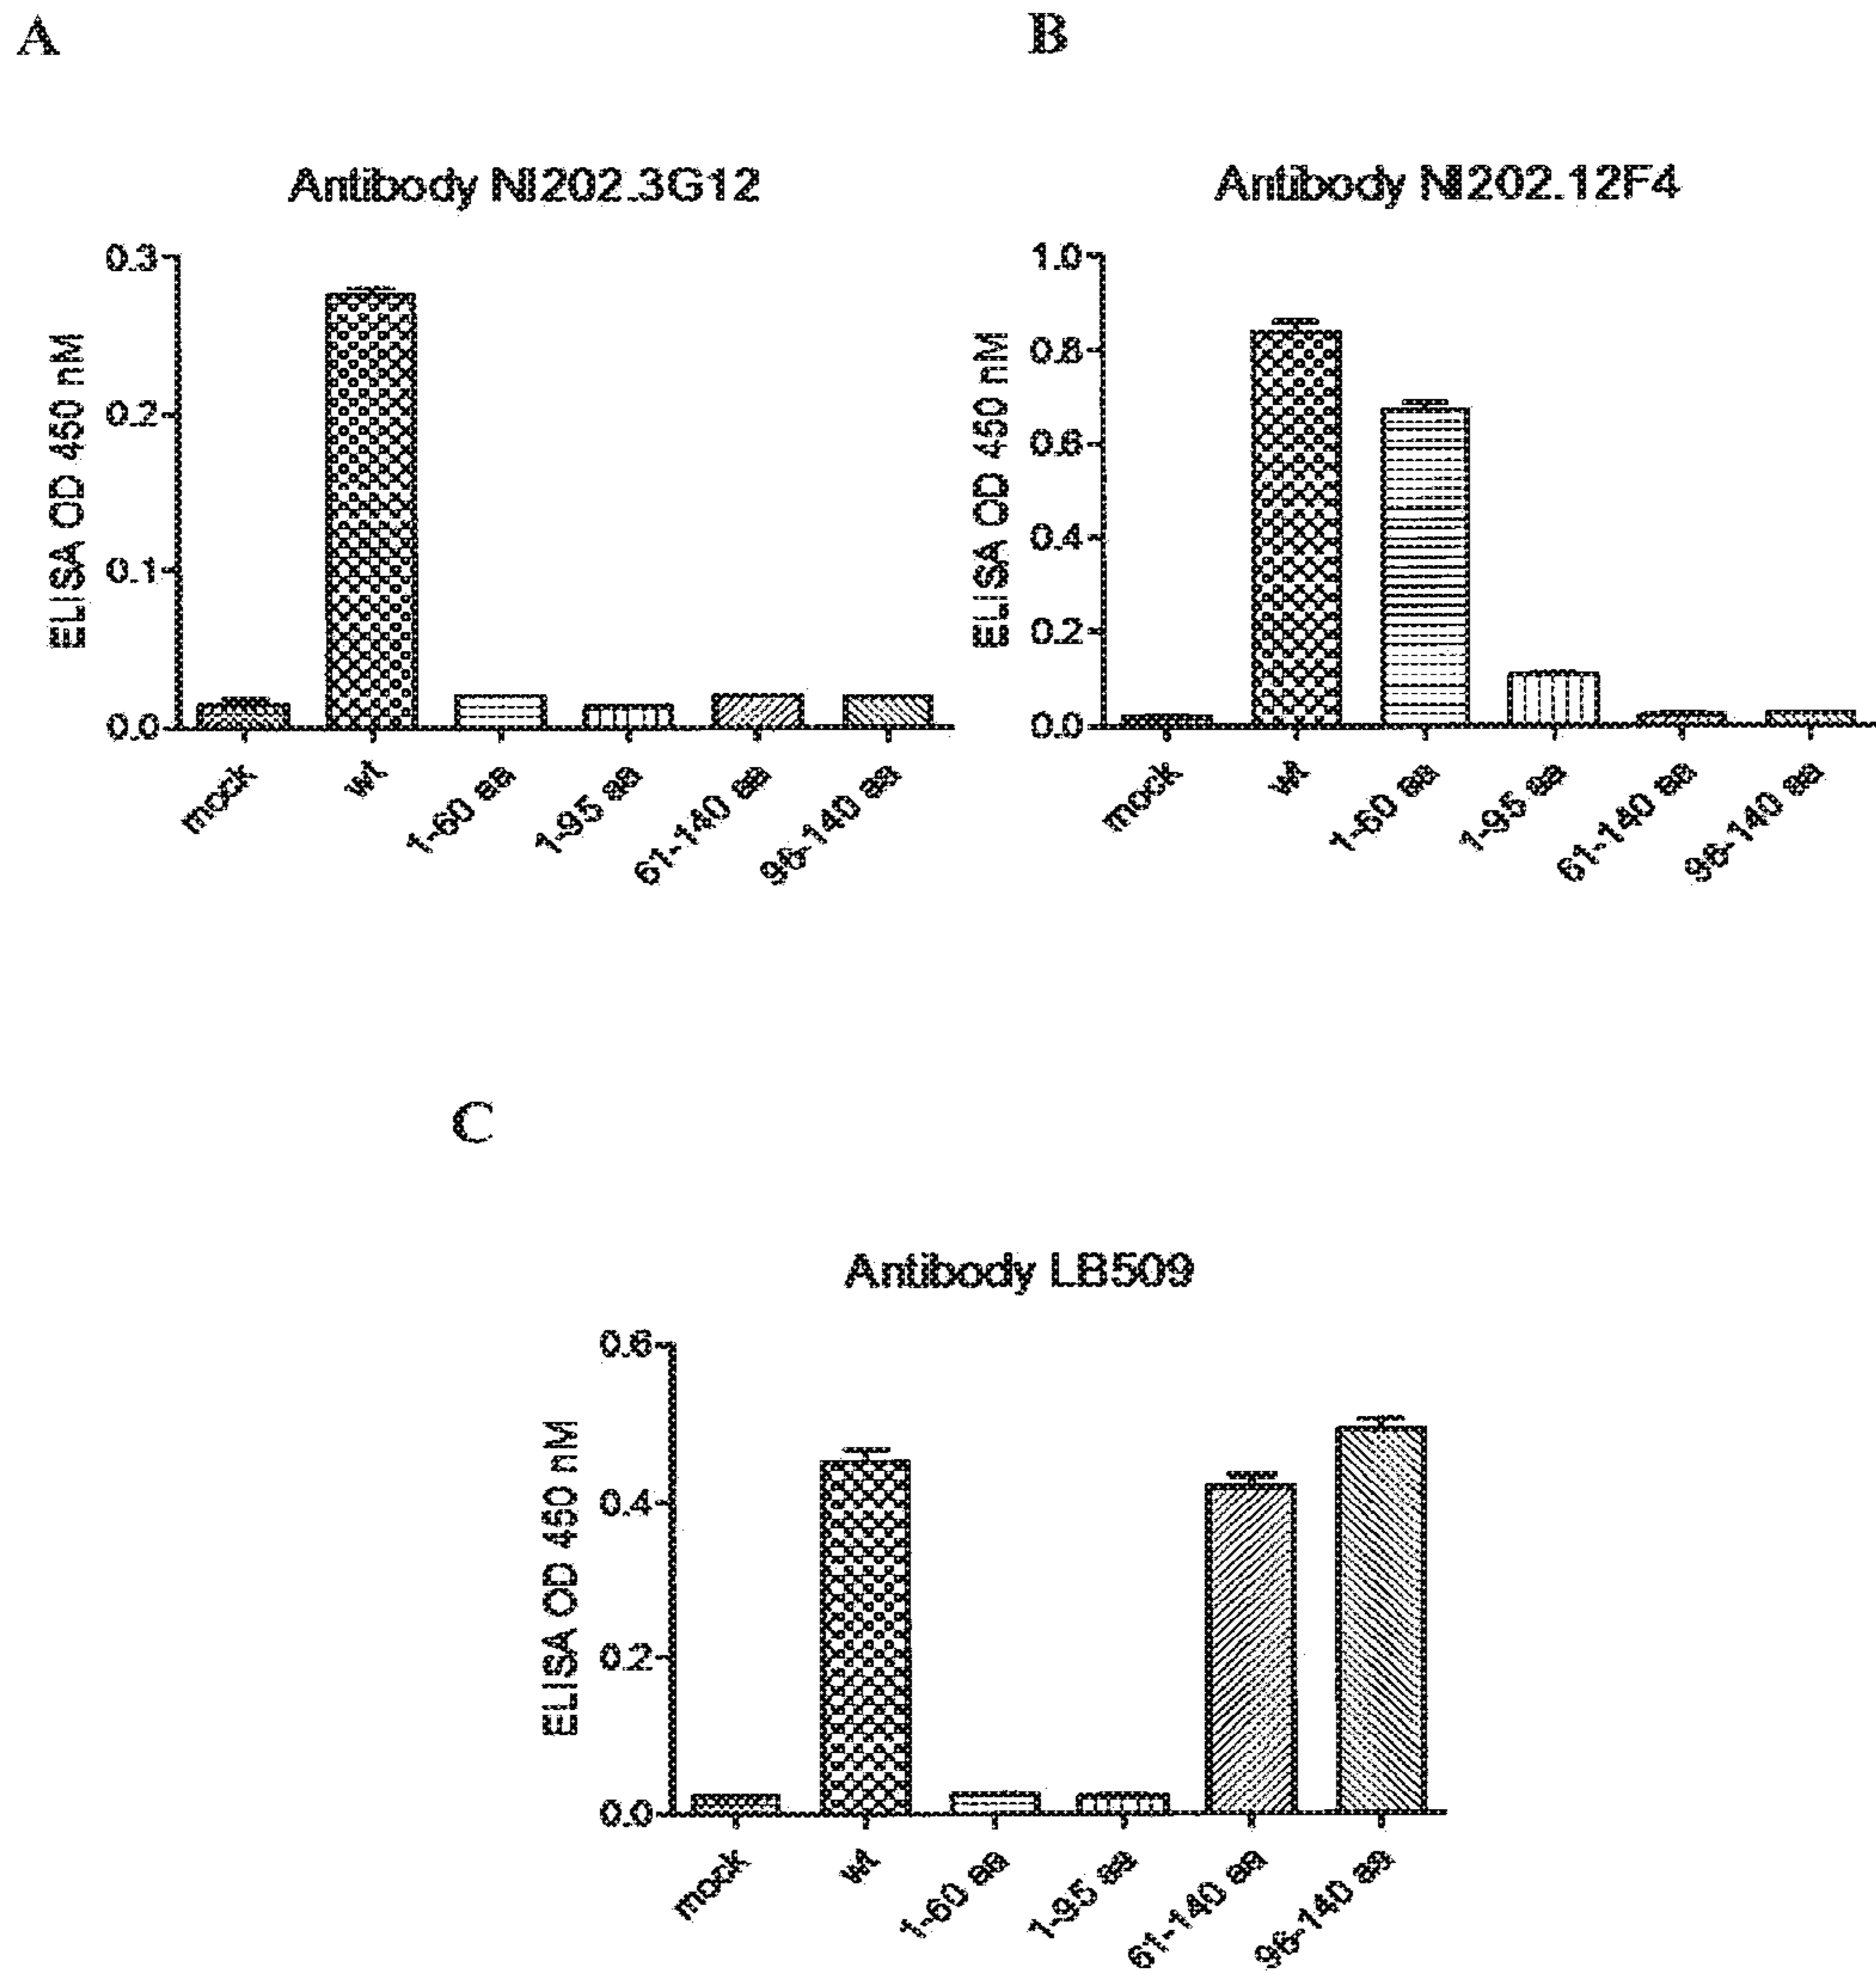 A
B
Antibody NI202.3G12
Antibody NI202.12F4
ELISA OD 450 nM
0.3
0.2
0.1
0.0
mock
wt
1-60 aa
1-95 aa
61-140 aa
96-140 aa
ELISA OD 450 nM
1.0
0.8
0.6
0.4
0.2
0.0
mock
wt
1-60 aa
1-95 aa
61-140 aa
96-140 aa
C
Antibody LB509
ELISA OD 450 nM
0.6
0.4
0.2
0.0
mock
wt
1-60 aa
1-95 aa
61-140 aa
96-140 aa